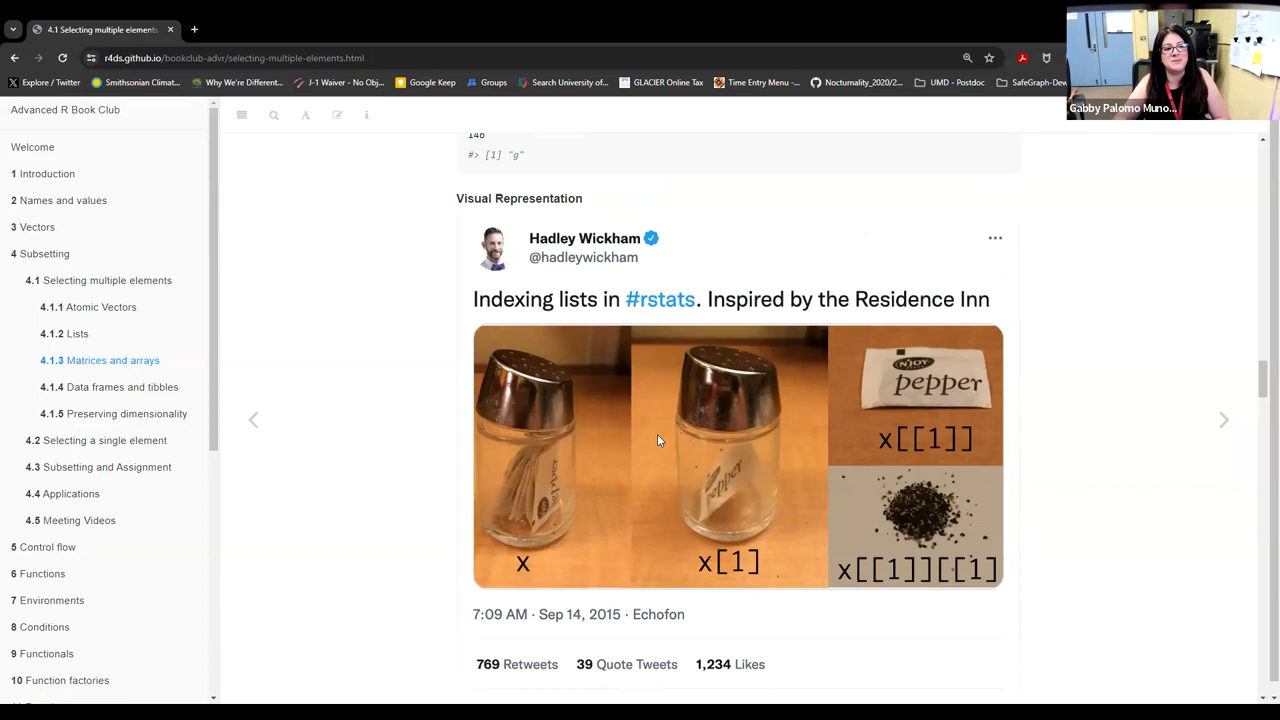 4.1 Selecting multiple elements
r4ds.github.io/bookclub-advr/selecting-multiple-elements.html
Explore / Twitter
Smithsonian Certific...
Why We're Different...
J-1 Waiver - No Obj...
Google Keep
Groups
Search University of...
GLACIER Online Tax
Time Entry Menu -...
Nocturnality_2020/2...
UMD - Postdoc
SafeGraph-De
Gabby Palomo Muno...
Advanced R Book Club
Welcome
1 Introduction
2 Names and values
3 Vectors
4 Subsetting
4.1 Selecting multiple elements
4.1.1 Atomic Vectors
4.1.2 Lists
4.1.3 Matrices and arrays
4.1.4 Data frames and tibbles
4.1.5 Preserving dimensionality
4.2 Selecting a single element
4.3 Subsetting and Assignment
4.4 Applications
4.5 Meeting Videos
5 Control flow
6 Functions
7 Environments
8 Conditions
9 Functionals
10 Function factories
#> [1] "g"
Visual Representation
Hadley Wickham
@hadleywickham
Indexing lists in #rstats. Inspired by the Residence Inn
pepper
x
pepper
x[1]
N'JOY
pepper
x[[1]]
x[[1]][[1]]
7:09 AM · Sep 14, 2015 · Echofon
769 Retweets 39 Quote Tweets 1,234 Likes